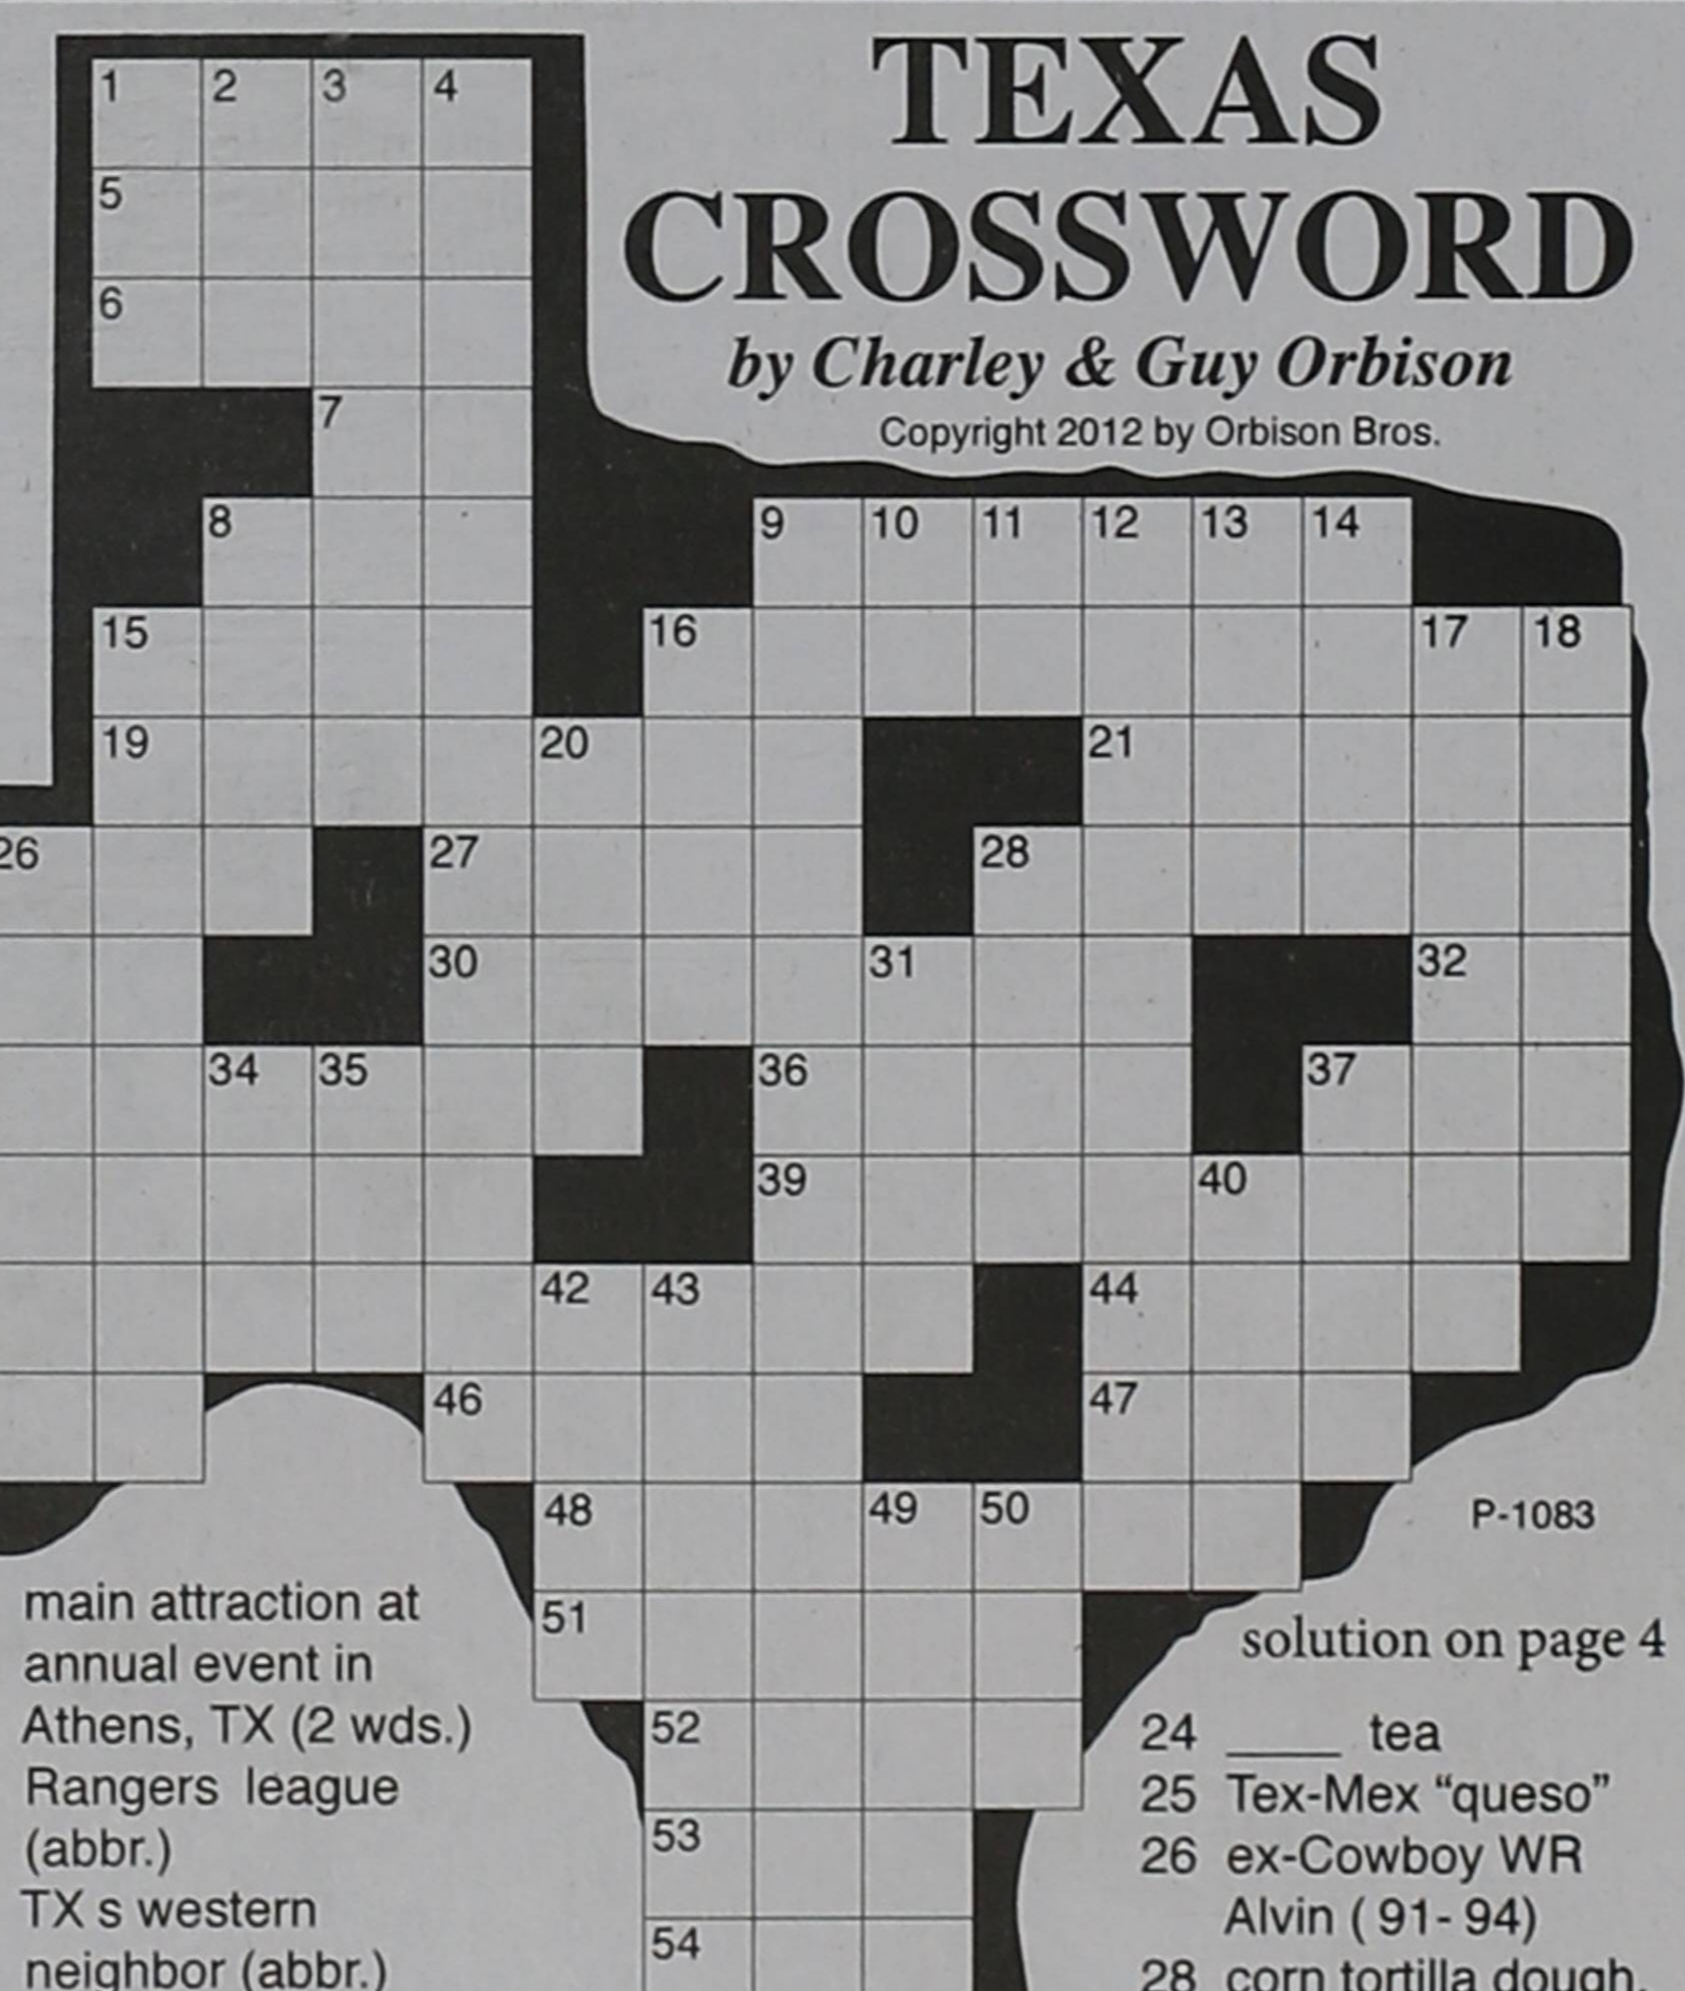 TEXAS
CROSSWORD
by Charley & Guy Orbison
Copyright 2012 by Orbison Bros.
1 2 3 4
5
6
7
8 9 10 11 12 13 14
15 16 17 18
19 20 21
26 27 28
30 31 32
34 35 36 37
39 40
42 43 44
46 47
48 49 50
P-1083
51
52
53
54
solution on page 4
main attraction at
annual event in
Athens, TX (2 wds.)
Rangers league
(abbr.)
TX s western
neighbor (abbr.)
24 ____ tea
25 Tex-Mex “queso”
26 ex-Cowboy WR
Alvin ( 91- 94)
28 corn tortilla dough,